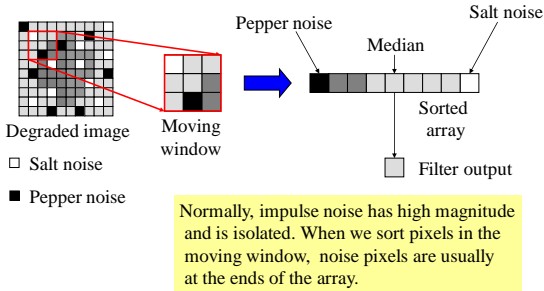 Pepper noise
Salt noise
Median
Degraded image
Moving
window
Sorted
array
Salt noise
Pepper noise
Filter output
Normally, impulse noise has high magnitude
and is isolated. When we sort pixels in the
moving window, noise pixels are usually
at the ends of the array.